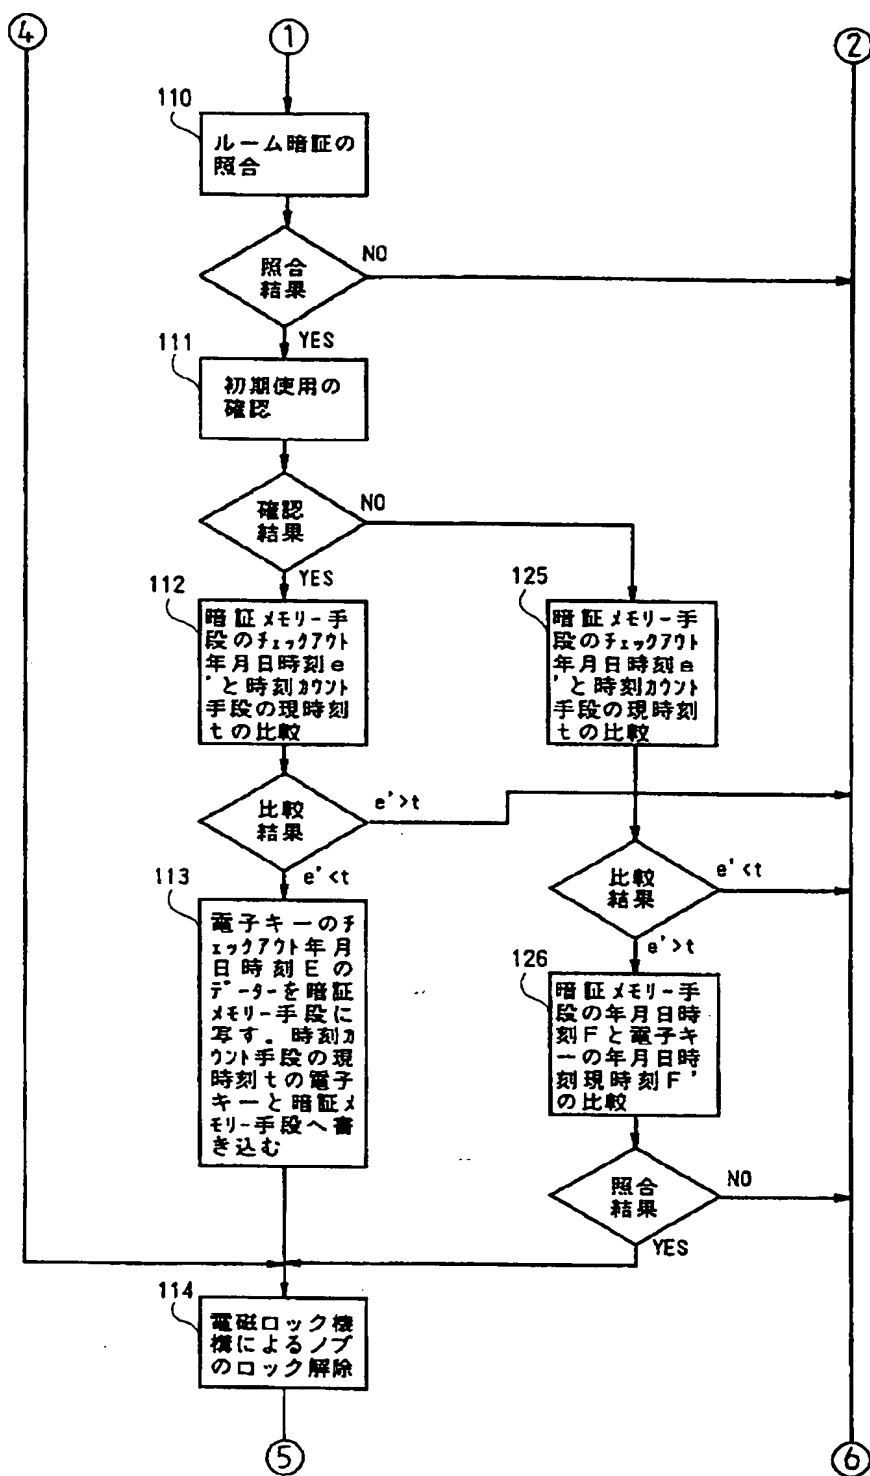 ④
①
②
110
ルーム暗証の
照合
照合
結果
NO
YES
111
初期使用の
確認
確認
結果
NO
YES
112
暗証メモリー手
段のチェックアウト
年月日時刻e
'と時刻カウント
手段の現時刻
tの比較
125
暗証メモリー手
段のチェックアウト
年月日時刻e
'と時刻カウント
手段の現時刻
tの比較
比較
結果
e'>t
e'<t
比較
結果
e'<t
e'>t
113
電子キーのチ
ェックアウト年月
日時刻Eの
データーを暗証
メモリー手段に
写す。時刻カ
ウント手段の現
時刻tの電子
キーと暗証メ
モリー手段へ書
き込む
126
暗証メモリー手
段の年月日時
刻Fと電子キ
ーの年月日時
刻現時刻F'
の比較
照合
結果
NO
YES
114
電磁ロック機
構によるノブ
のロック解除
⑤
⑥